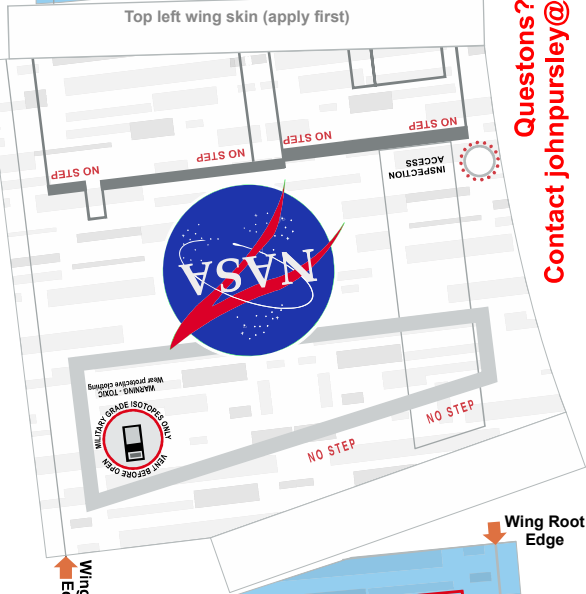 Top left wing skin (apply first)
Questons?
Contact johnpursley@
NO STEP
NO STEP
NO STEP
NO STEP
INSPECTION
ACCESS
NASA
WARNING - TOXIC
Wear protective clothing
MILITARY GRADE ISOTOPES ONLY
VENT BEFORE OPEN
NO STEP
NO STEP
Wing Root
Edge
Wing